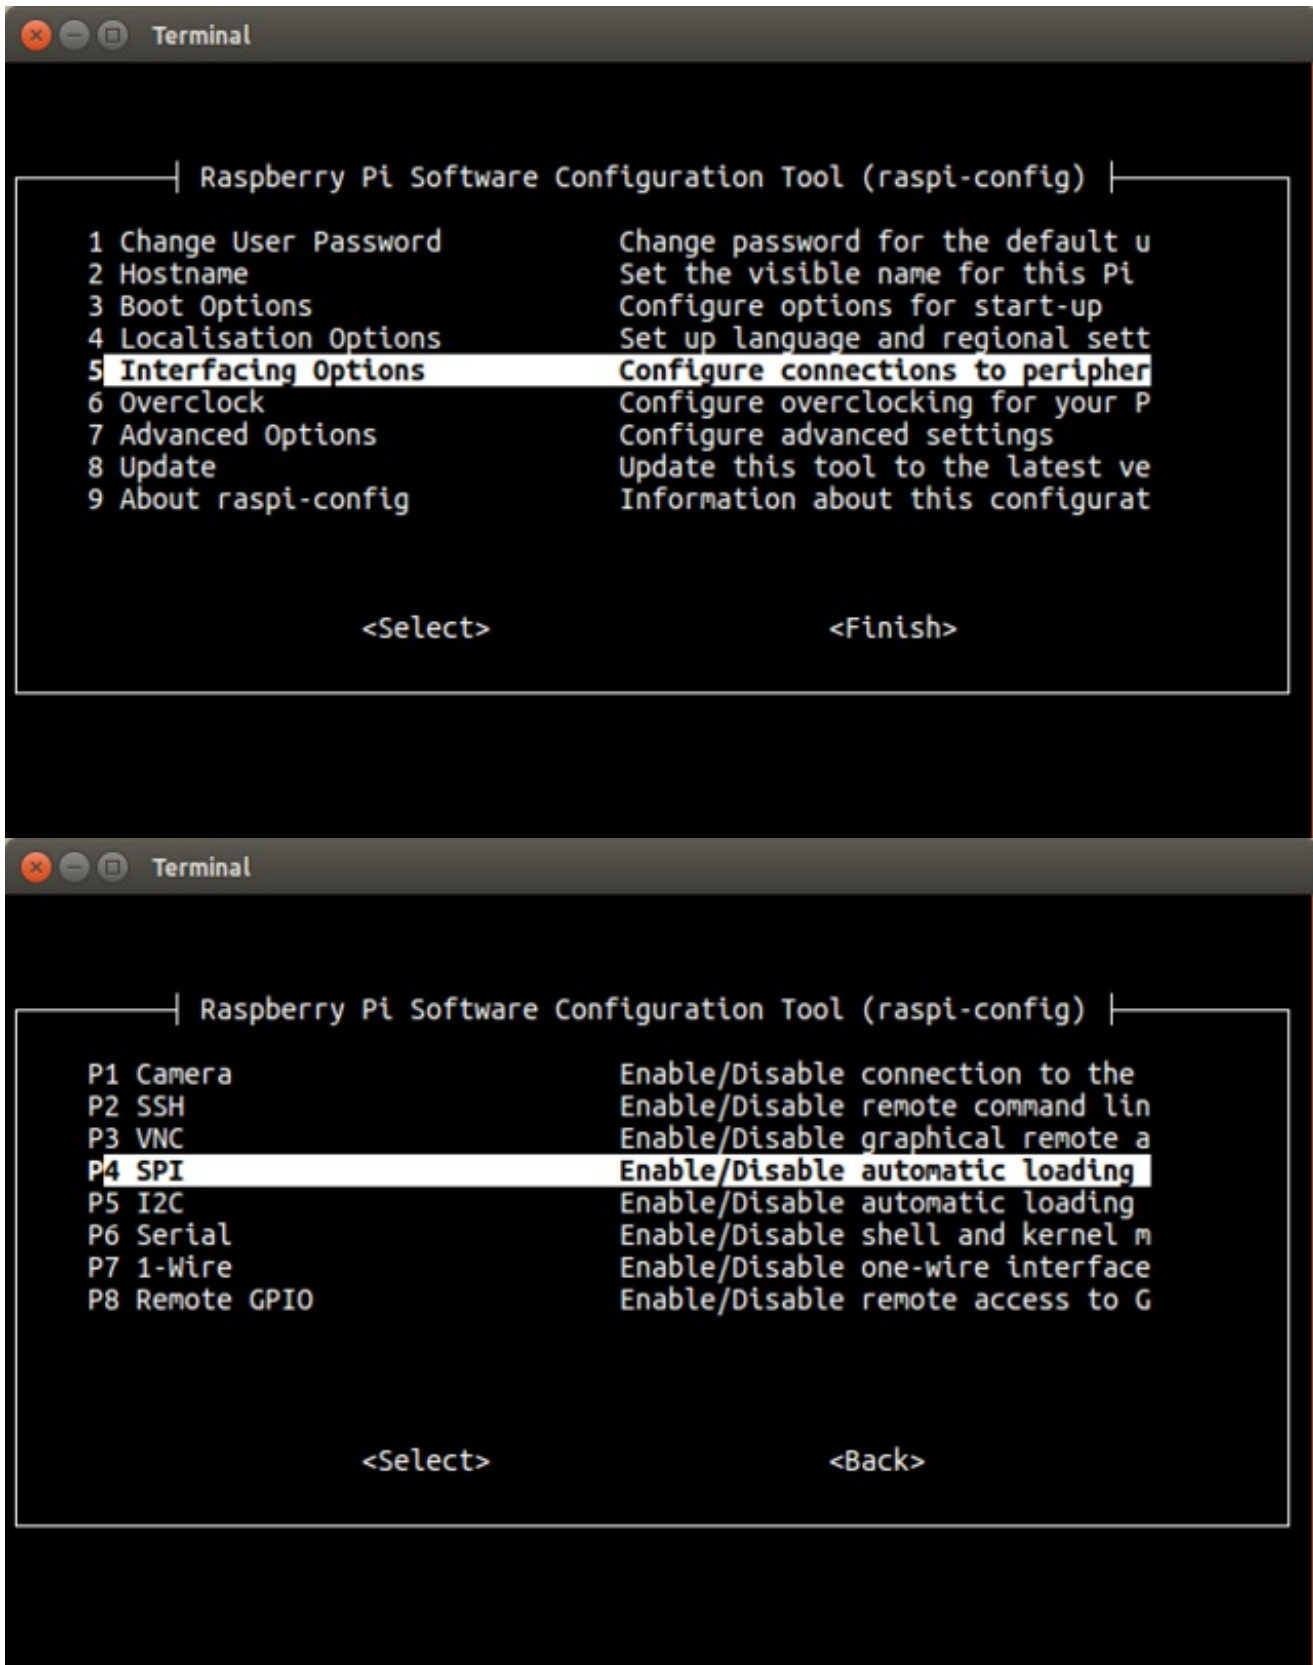 Terminal
Raspberry Pi Software Configuration Tool (raspi-config)
1 Change User Password Change password for the default u
2 Hostname Set the visible name for this Pi
3 Boot Options Configure options for start-up
4 Localisation Options Set up language and regional sett
5 Interfacing Options Configure connections to peripher
6 Overclock Configure overclocking for your P
7 Advanced Options Configure advanced settings
8 Update Update this tool to the latest ve
9 About raspi-config Information about this configurat
<Select> <Finish>
Terminal
Raspberry Pi Software Configuration Tool (raspi-config)
P1 Camera Enable/Disable connection to the
P2 SSH Enable/Disable remote command lin
P3 VNC Enable/Disable graphical remote a
P4 SPI Enable/Disable automatic loading
P5 I2C Enable/Disable automatic loading
P6 Serial Enable/Disable shell and kernel m
P7 1-Wire Enable/Disable one-wire interface
P8 Remote GPIO Enable/Disable remote access to G
<Select> <Back>